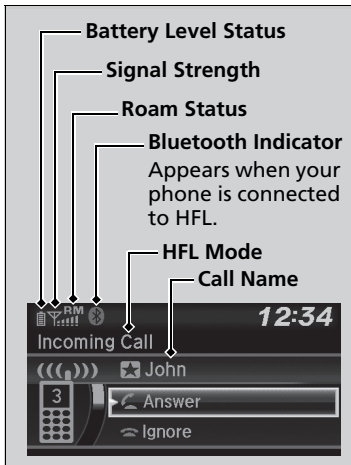 Battery Level Status
Signal Strength
Roam Status
Bluetooth Indicator
Appears when your
phone is connected
to HFL.
HFL Mode
Call Name
RM 12:34
Incoming Call
John
3
Answer
Ignore